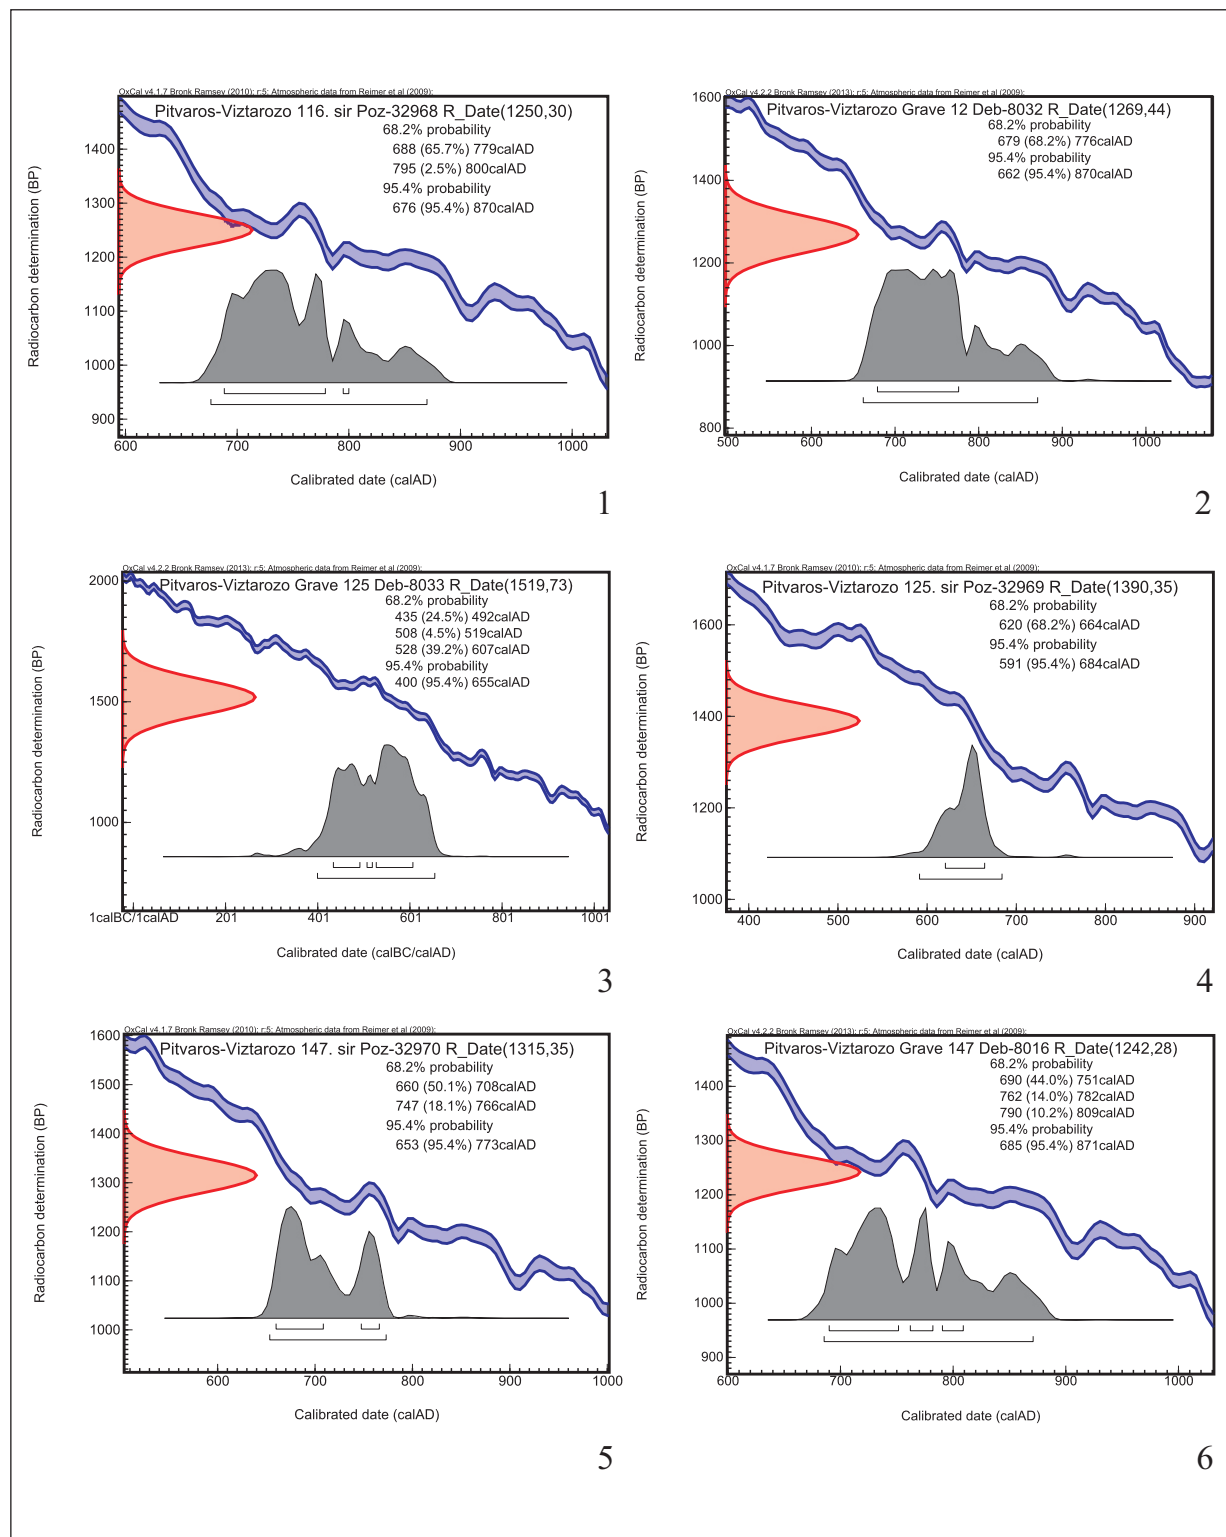 OxCal v4.1.7 Bronk Ramsey (2010); r:5; Atmospheric data from Reimer et al (2009);
Pitvaros-Viztarozo 116. sir Poz-32968 R_Date(1250,30)
68.2% probability
688 (65.7%) 779calAD
795 (2.5%) 800calAD
95.4% probability
676 (95.4%) 870calAD
Radiocarbon determination (BP)
1400
1300
1200
1100
1000
900
600 700 800 900 1000
Calibrated date (calAD)
1
OxCal v4.2.2 Bronk Ramsey (2013); r:5; Atmospheric data from Reimer et al (2009);
Pitvaros-Viztarozo Grave 12 Deb-8032 R_Date(1269,44)
68.2% probability
679 (68.2%) 776calAD
95.4% probability
662 (95.4%) 870calAD
Radiocarbon determination (BP)
1600
1400
1200
1000
800
500 600 700 800 900 1000
Calibrated date (calAD)
2
OxCal v4.2.2 Bronk Ramsey (2013); r:5; Atmospheric data from Reimer et al (2009);
Pitvaros-Viztarozo Grave 125 Deb-8033 R_Date(1519,73)
68.2% probability
435 (24.5%) 492calAD
508 (4.5%) 519calAD
528 (39.2%) 607calAD
95.4% probability
400 (95.4%) 655calAD
Radiocarbon determination (BP)
2000
1500
1000
1calBC/1calAD 201 401 601 801 1001
Calibrated date (calBC/calAD)
3
OxCal v4.1.7 Bronk Ramsey (2010); r:5; Atmospheric data from Reimer et al (2009);
Pitvaros-Viztarozo 125. sir Poz-32969 R_Date(1390,35)
68.2% probability
620 (68.2%) 664calAD
95.4% probability
591 (95.4%) 684calAD
Radiocarbon determination (BP)
1600
1400
1200
1000
400 500 600 700 800 900
Calibrated date (calAD)
4
OxCal v4.1.7 Bronk Ramsey (2010); r:5; Atmospheric data from Reimer et al (2009);
Pitvaros-Viztarozo 147. sir Poz-32970 R_Date(1315,35)
68.2% probability
660 (50.1%) 708calAD
747 (18.1%) 766calAD
95.4% probability
653 (95.4%) 773calAD
Radiocarbon determination (BP)
1600
1500
1400
1300
1200
1100
1000
600 700 800 900 1000
Calibrated date (calAD)
5
OxCal v4.2.2 Bronk Ramsey (2013); r:5; Atmospheric data from Reimer et al (2009);
Pitvaros-Viztarozo Grave 147 Deb-8016 R_Date(1242,28)
68.2% probability
690 (44.0%) 751calAD
762 (14.0%) 782calAD
790 (10.2%) 809calAD
95.4% probability
685 (95.4%) 871calAD
Radiocarbon determination (BP)
1400
1300
1200
1100
1000
900
600 700 800 900 1000
Calibrated date (calAD)
6